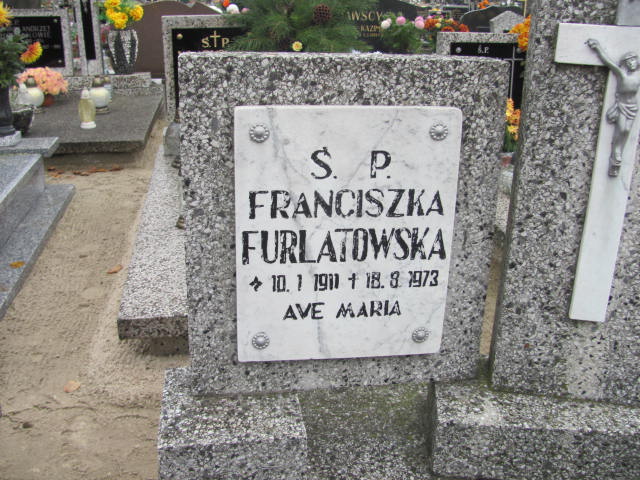 Ś. P.
FRANCISZKA
FURLATOWSKA
* 10. 1 1911 + 18. 8. 1973
AVE MARIA
Ś.†P.
Ś.P.